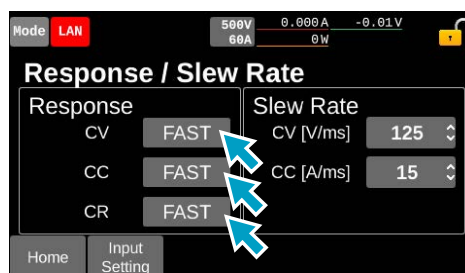 Mode LAN 500V 0.000A -0.01V
60A 0W
Response / Slew Rate
Response
CV FAST
CC FAST
CR FAST
Slew Rate
CV [V/ms] 125
CC [A/ms] 15
Home
Input
Setting